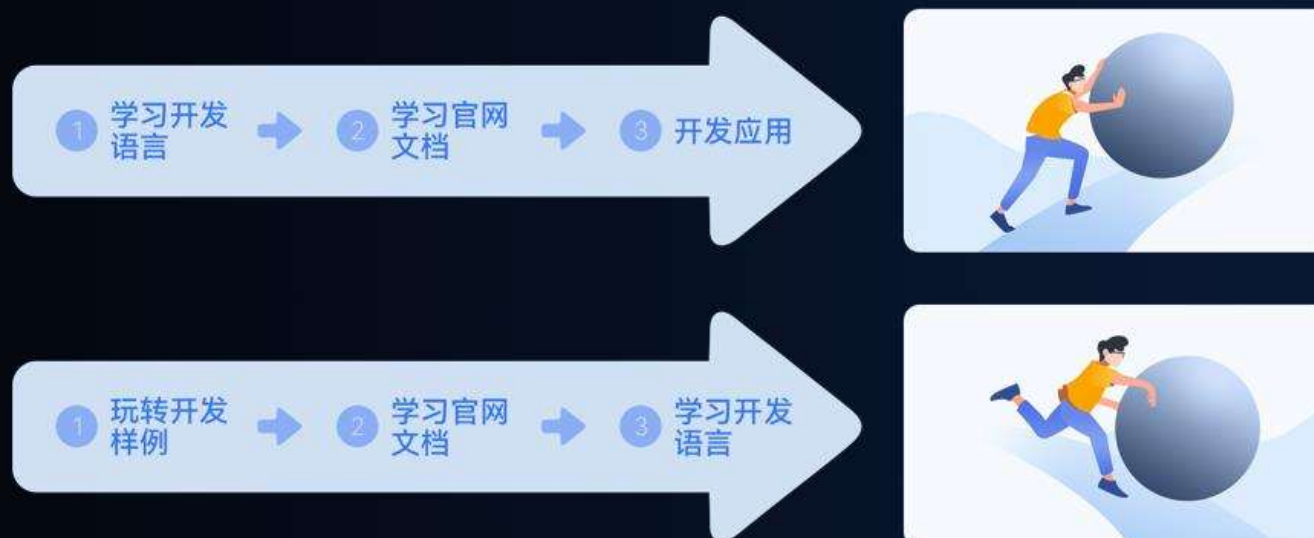 1 学习开发
语言
2 学习官网
文档
3 开发应用
1 玩转开发
样例
2 学习官网
文档
3 学习开发
语言